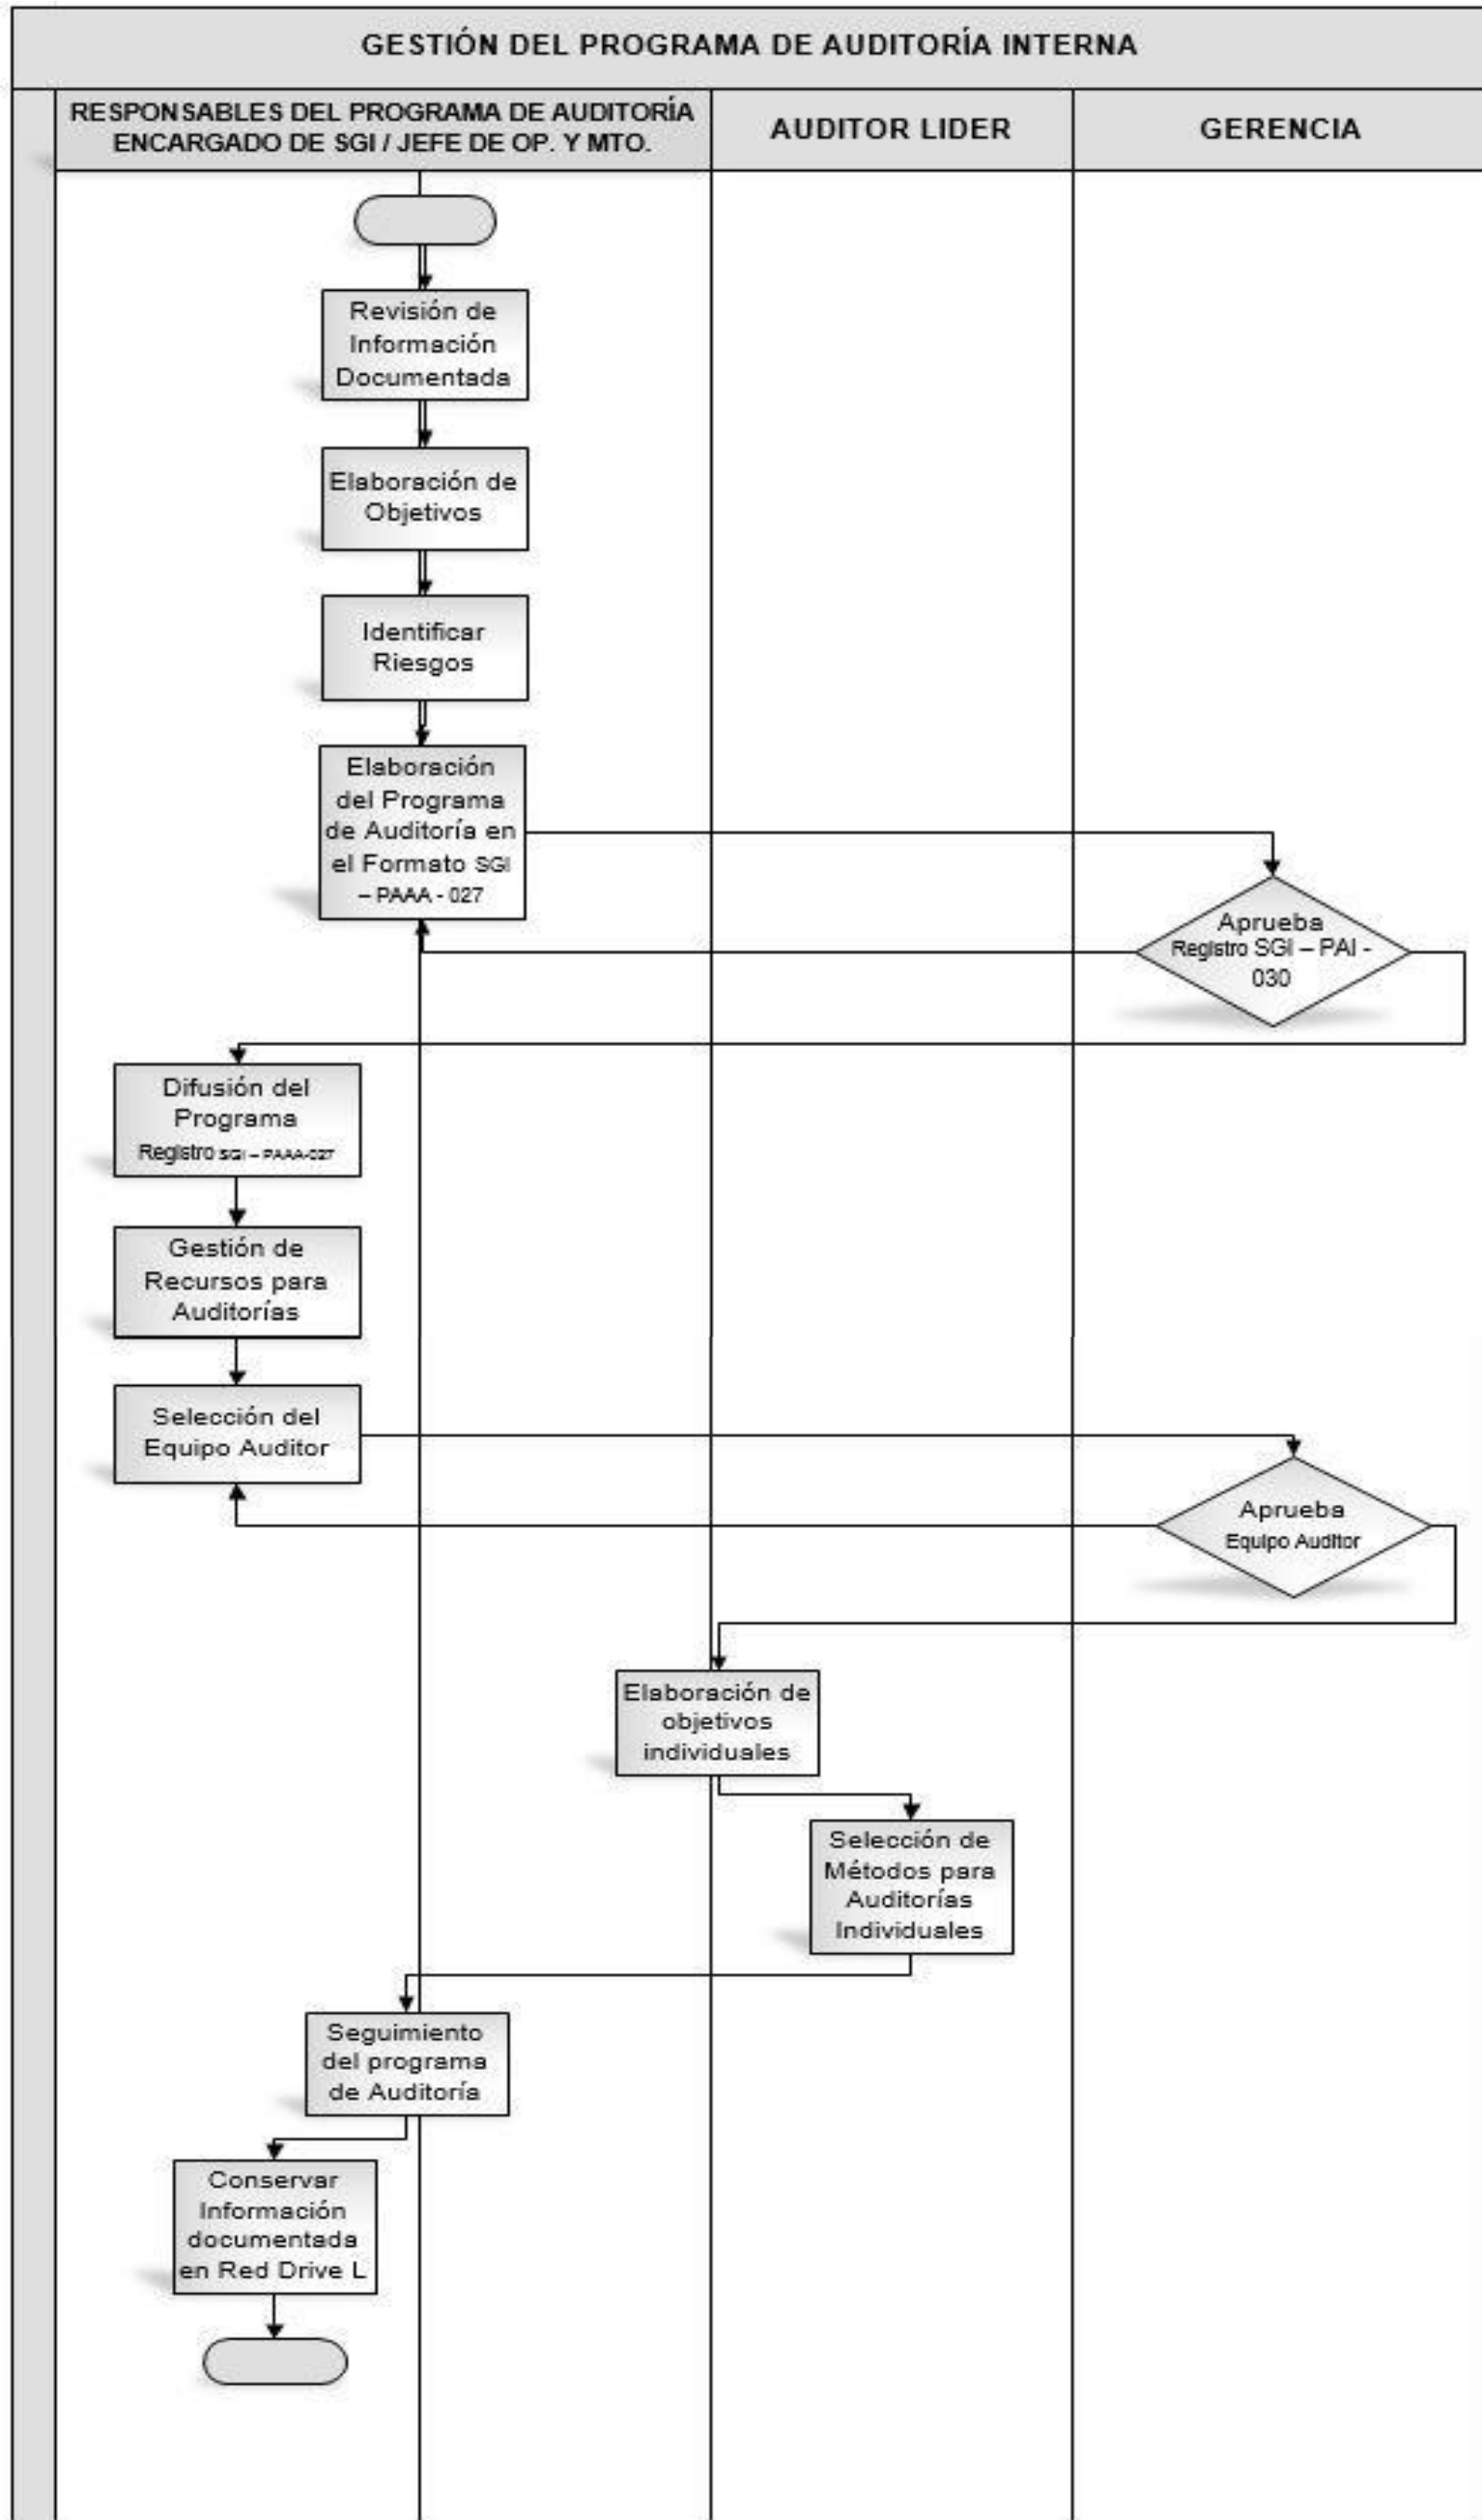 GESTIÓN DEL PROGRAMA DE AUDITORÍA INTERNA
RESPONSABLES DEL PROGRAMA DE AUDITORÍA
ENCARGADO DE SGI / JEFE DE OP. Y MTO.
AUDITOR LIDER
GERENCIA
Revisión de
Información
Documentada
Elaboración de
Objetivos
Identificar
Riesgos
Elaboración
del Programa
de Auditoría en
el Formato SGI
– PAAA - 027
Aprueba
Registro SGI – PAI -
030
Difusión del
Programa
Registro SGI – PAAA-027
Gestión de
Recursos para
Auditorías
Selección del
Equipo Auditor
Aprueba
Equipo Auditor
Elaboración de
objetivos
individuales
Selección de
Métodos para
Auditorías
Individuales
Seguimiento
del programa
de Auditoría
Conservar
Información
documentada
en Red Drive L